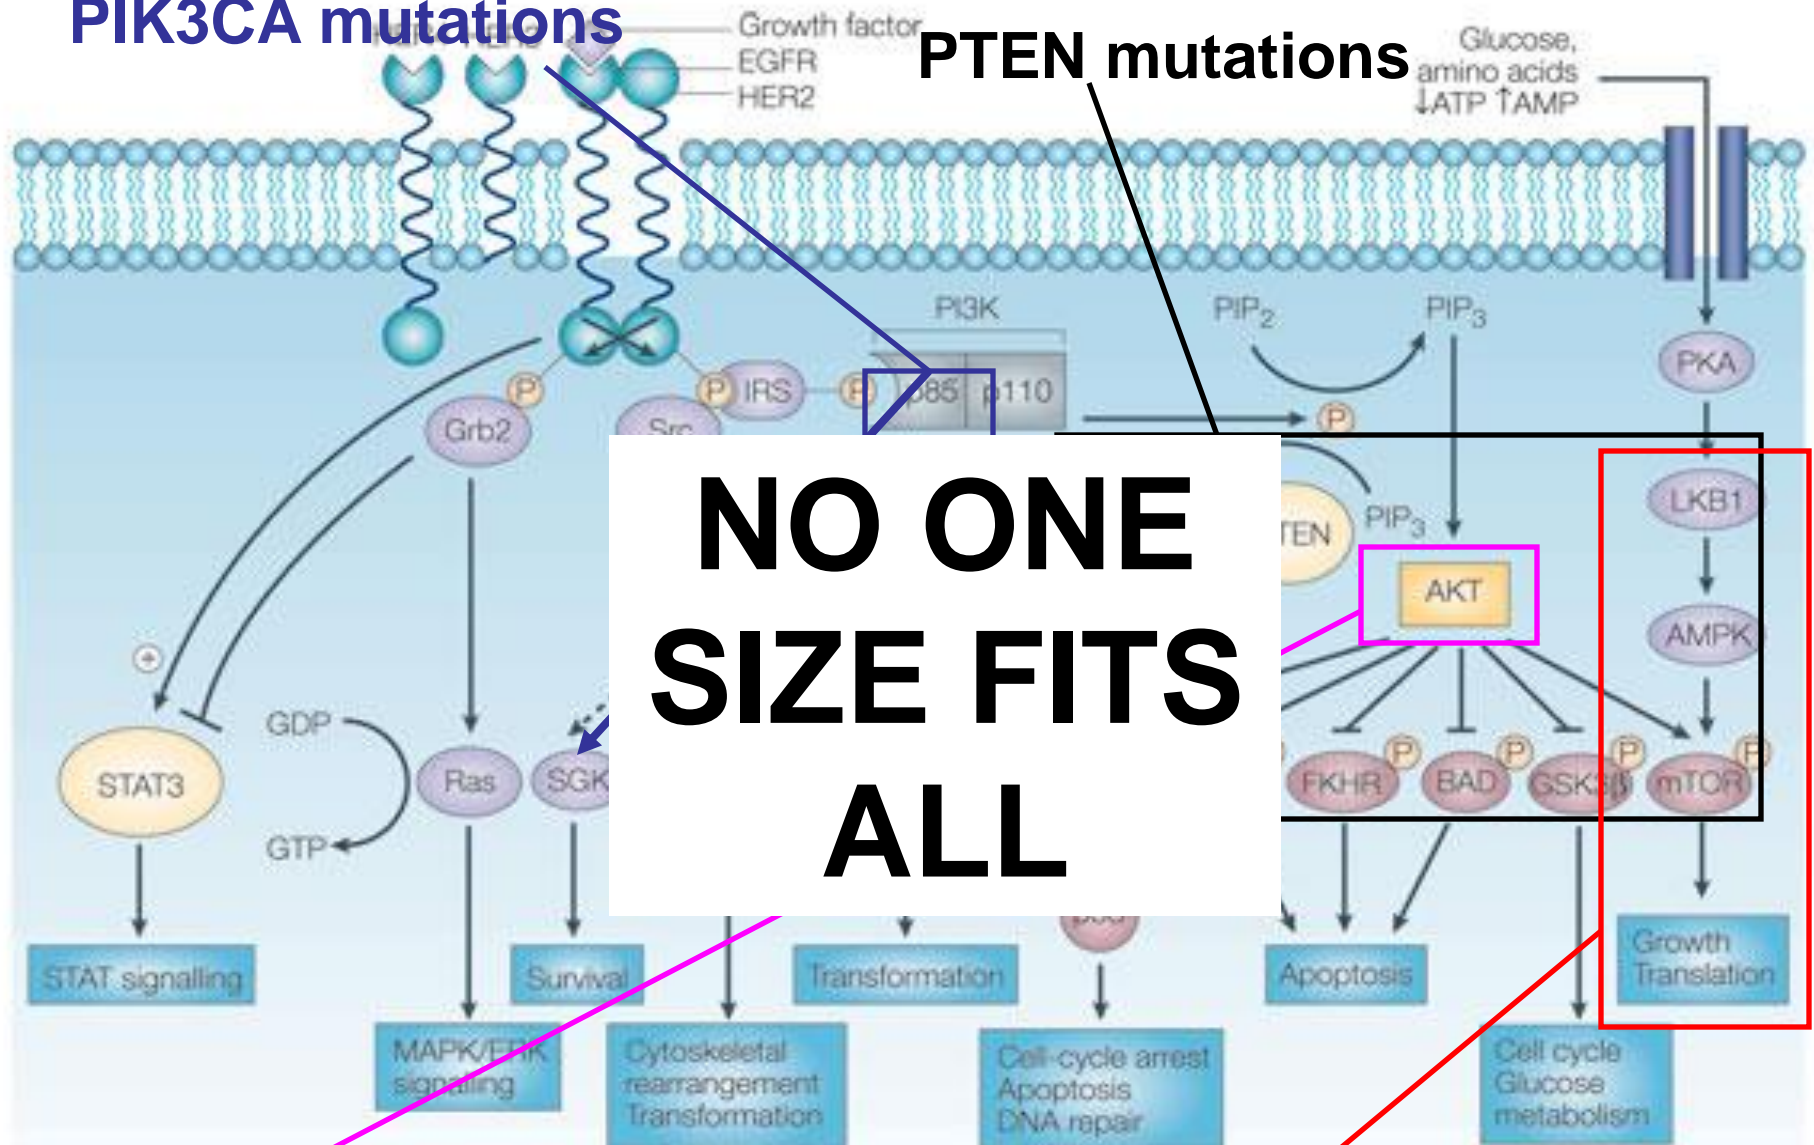 PIK3CA mutations
Growth factor
EGFR
HER2
PTEN mutations
Glucose,
amino acids
↓ATP ↑AMP
PI3K
PIP2
PIP3
PKA
P
P
IRS
P
p85
p110
P
Grb2
Src
LKB1
NO ONE
SIZE FITS
ALL
TEN
PIP3
AKT
AMPK
+
GDP
GTP
STAT3
Ras
SGK
FKHR
P
BAD
P
GSK3β
P
mTOR
P
STAT signalling
Survival
Transformation
Apoptosis
Growth
Translation
MAPK/ERK
signalling
Cytoskeletal
rearrangement
Transformation
Cell-cycle arrest
Apoptosis
DNA repair
Cell cycle
Glucose
metabolism